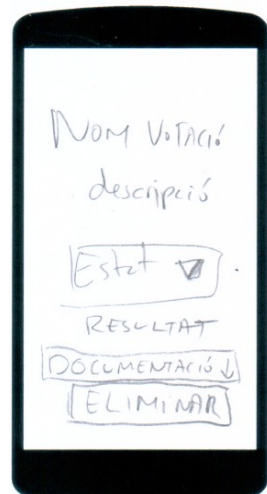 NOM VOTACIÓ
descripció
Estat
RESULTAT
DOCUMENTACIÓ ↓
ELIMINAR